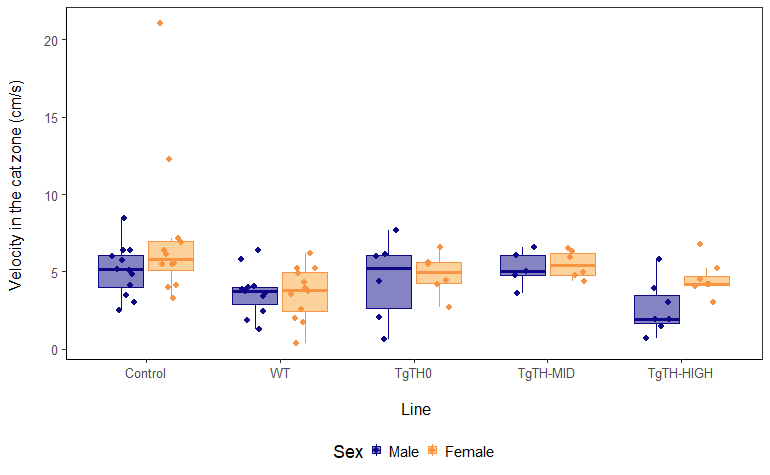 Velocity in the cat zone (cm/s)
20
15
10
5
0
Control WT TgTH0 TgTH-MID TgTH-HIGH
Line
Sex Male Female